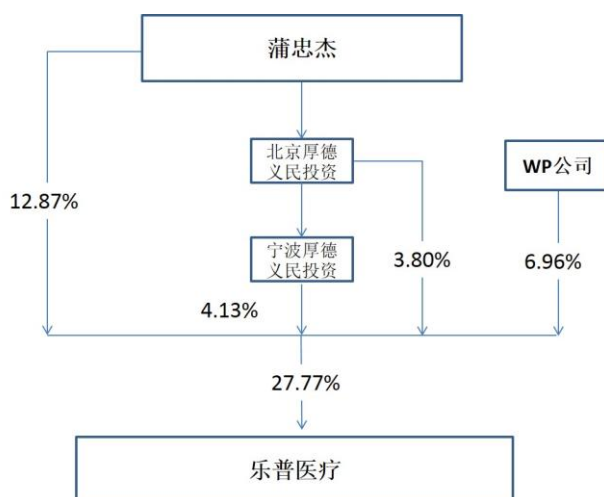 蒲忠杰
北京厚德
义民投资
WP公司
12.87%
宁波厚德
义民投资
3.80%
6.96%
4.13%
27.77%
乐普医疗